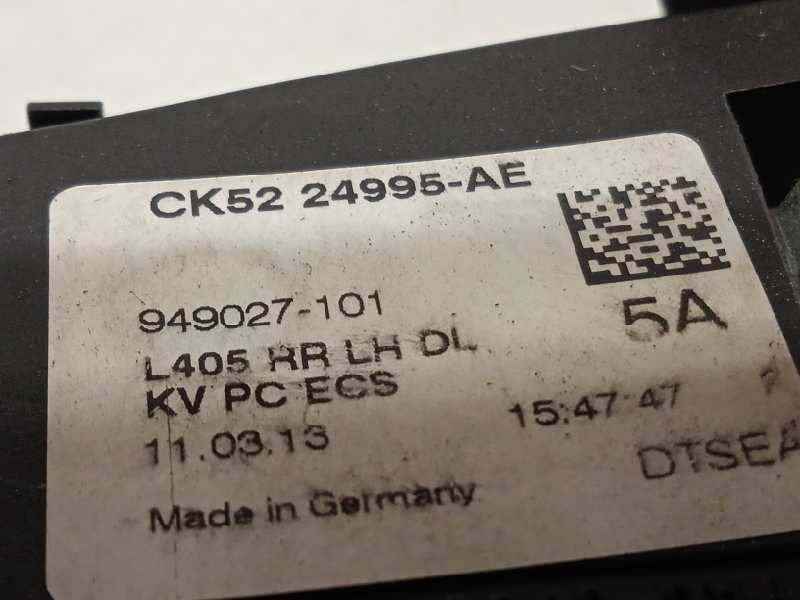 CK52 24995-AE
949027-101
5A
L405 RR LH DL
KV PC ECS
11.03.13 15:47:47
DTSEA
Made in Germany